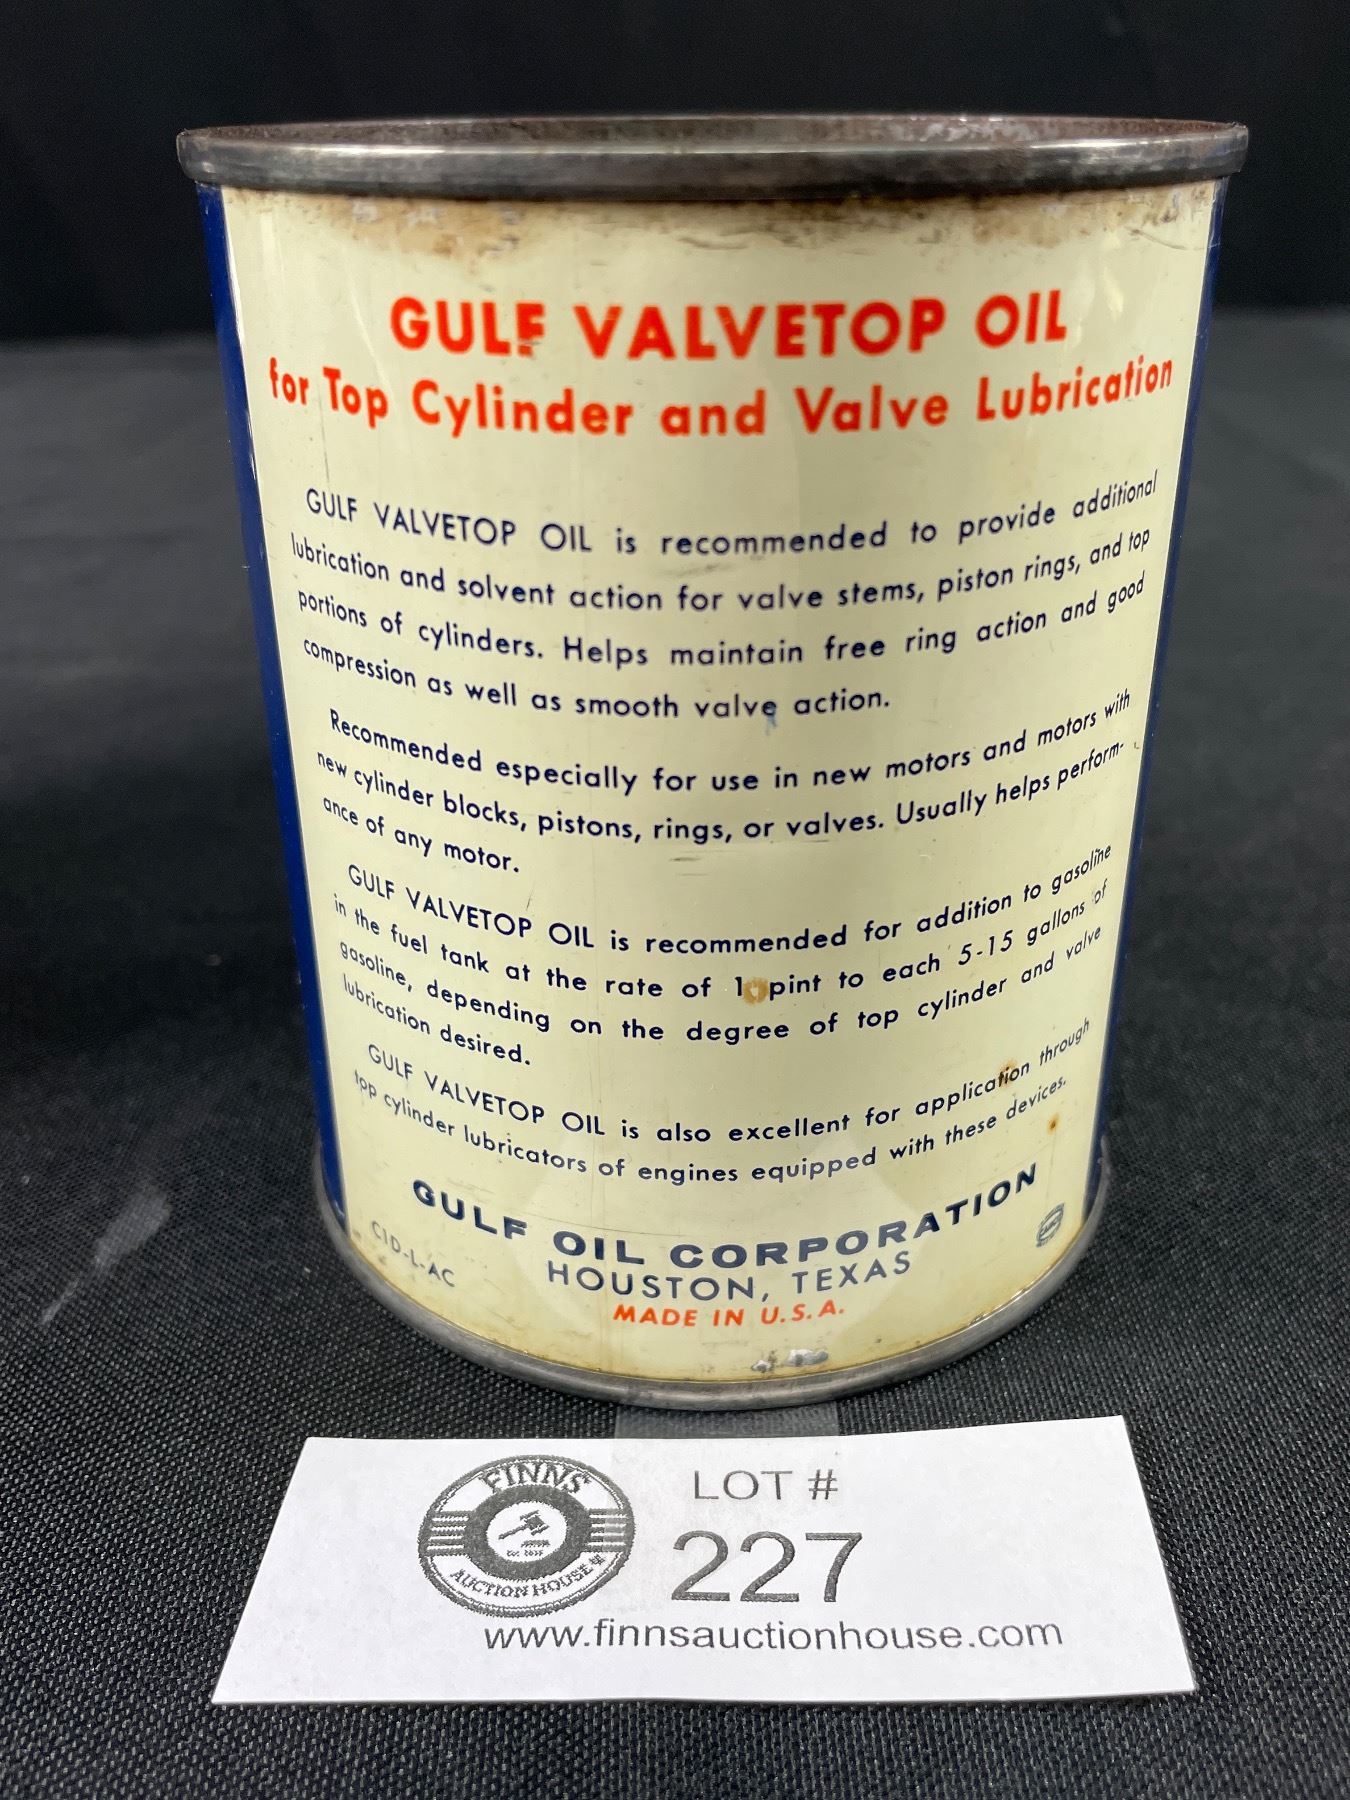 GULF VALVETOP OIL
for Top Cylinder and Valve Lubrication
GULF VALVETOP OIL is recommended to provide additional
lubrication and solvent action for valve stems, piston rings, and top
portions of cylinders. Helps maintain free ring action and good
compression as well as smooth valve action.
Recommended especially for use in new motors and motors with
new cylinder blocks, pistons, rings, or valves. Usually helps perform-
ance of any motor.
GULF VALVETOP OIL is recommended for addition to gasoline
in the fuel tank at the rate of 1 pint to each 5-15 gallons of
gasoline, depending on the degree of top cylinder and valve
lubrication desired.
GULF VALVETOP OIL is also excellent for application through
top cylinder lubricators of engines equipped with these devices.
GULF OIL CORPORATION
HOUSTON, TEXAS
MADE IN U.S.A.
C1D-L-AC
FINNS
AUCTION HOUSE
LOT #
227
www.finnsauctionhouse.com